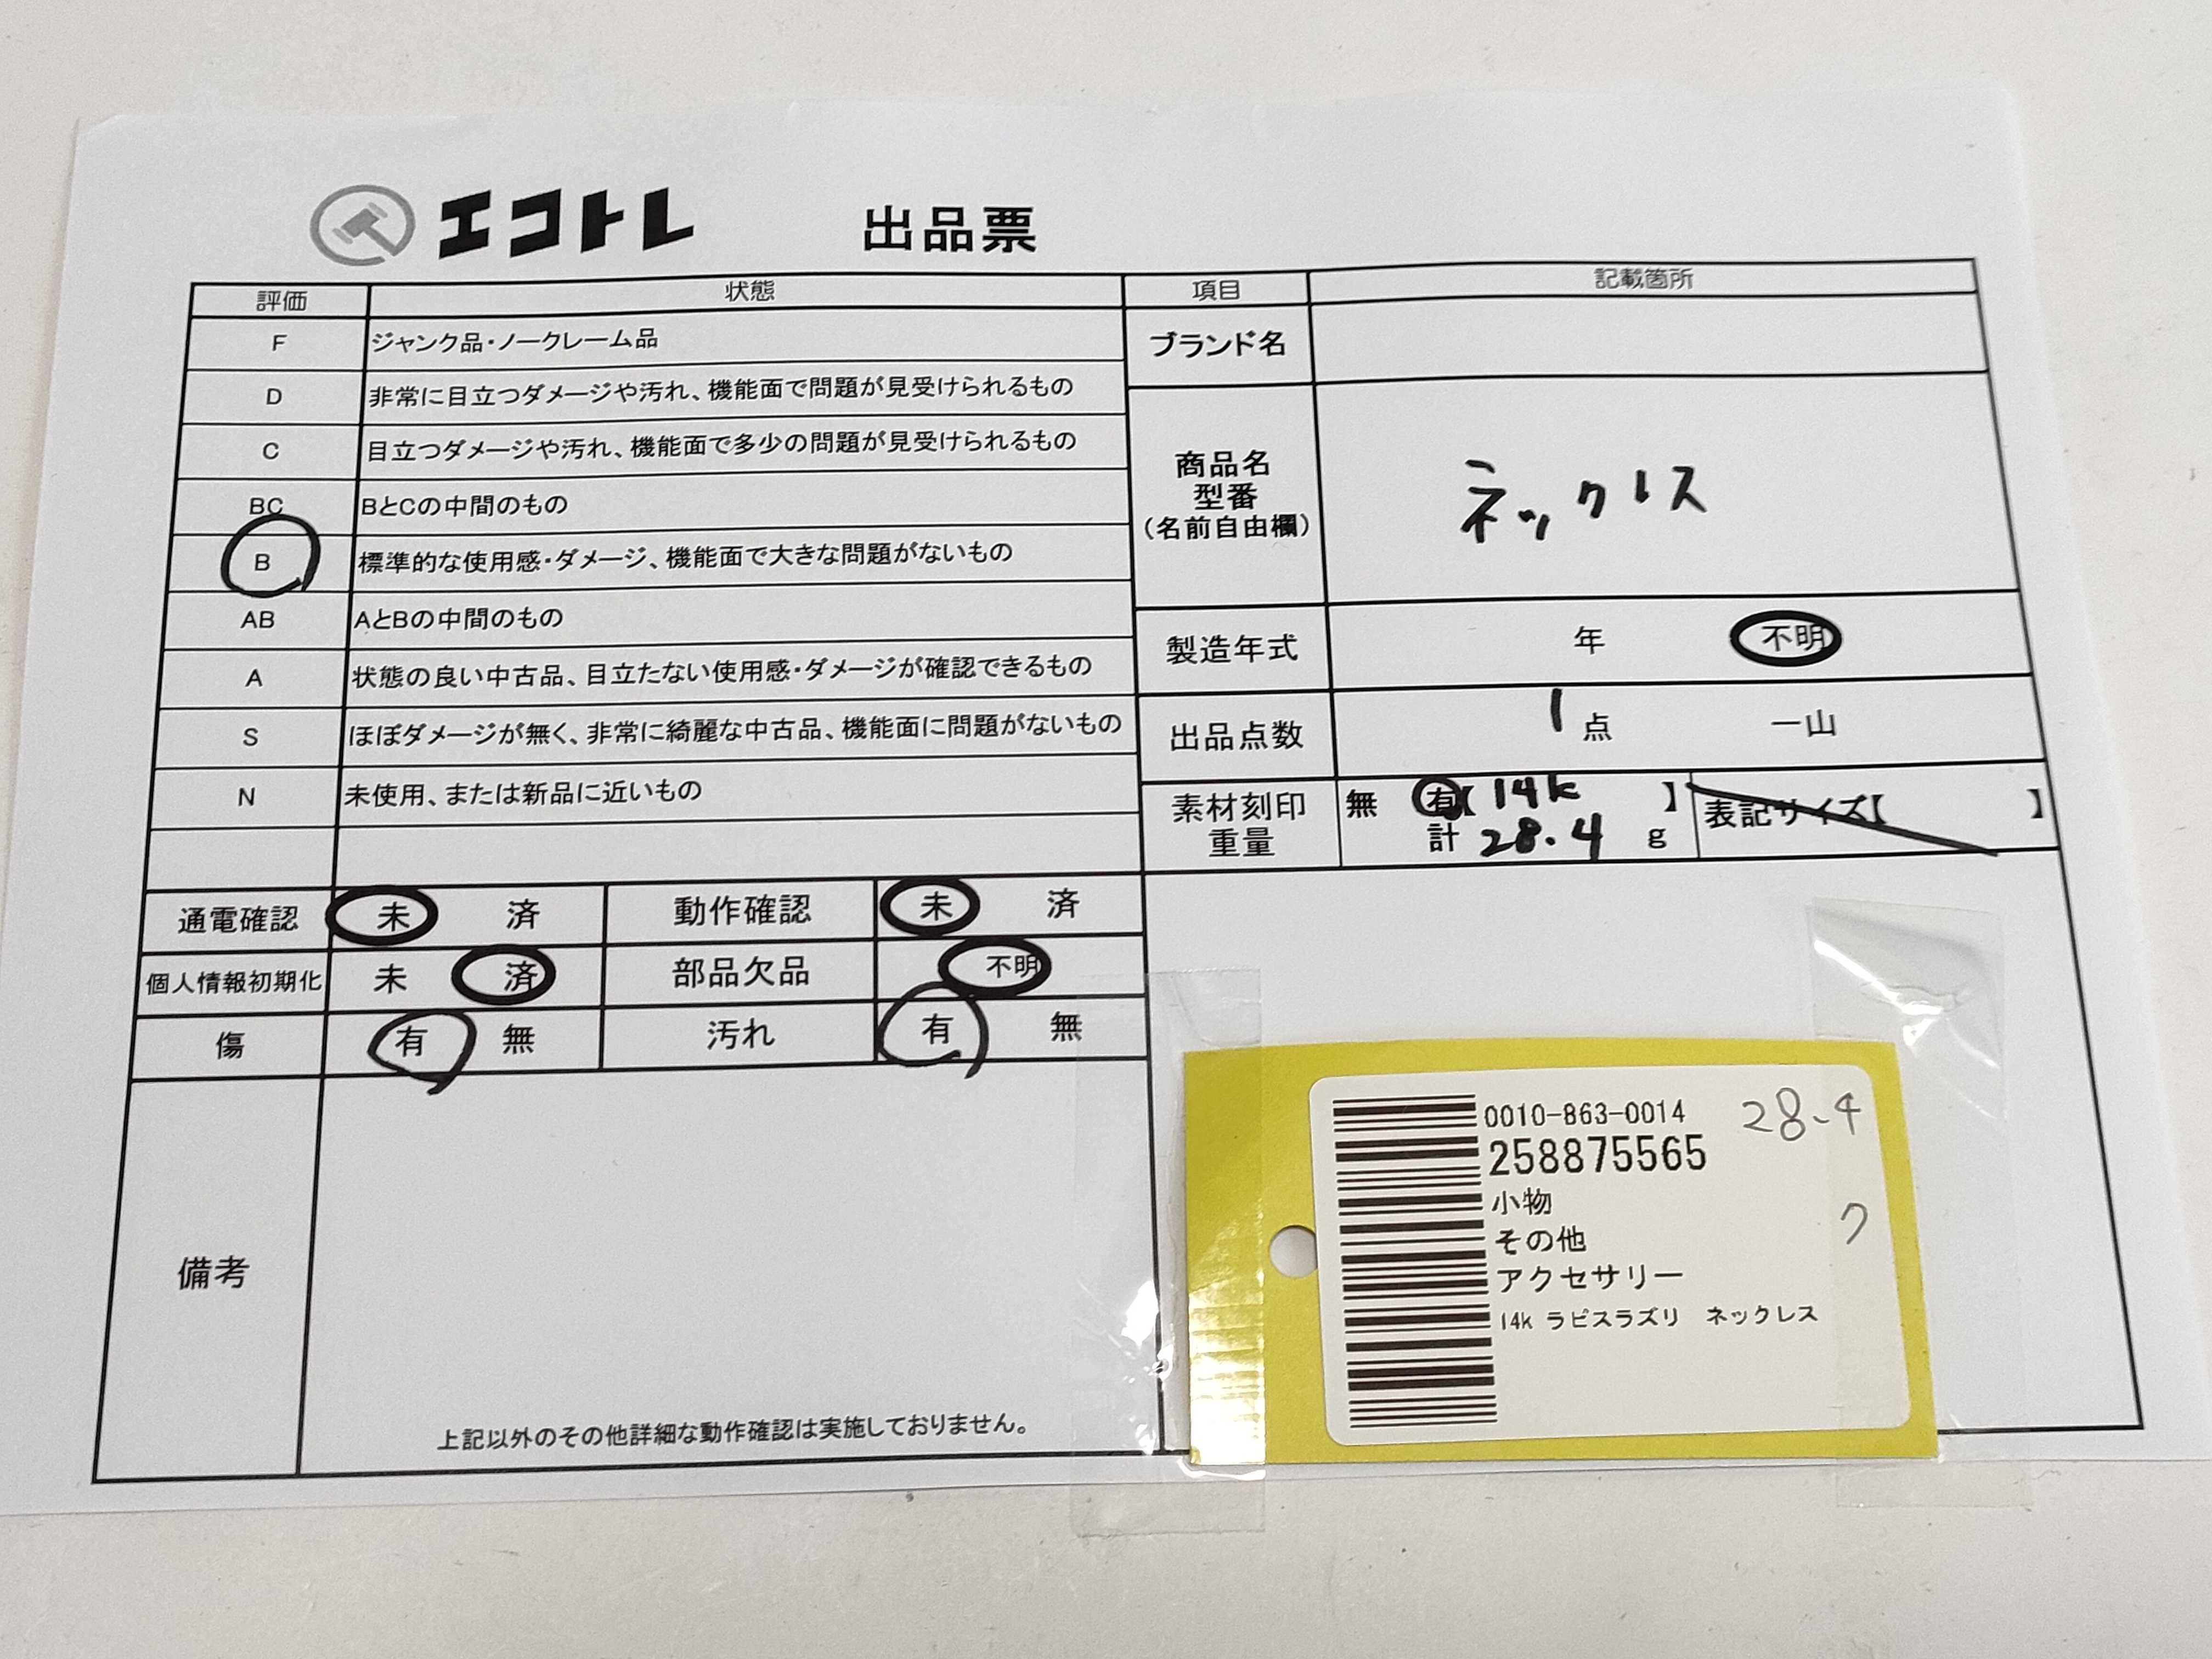 エコトレ 出品票
評価 状態 項目 記載箇所
F ジャンク品・ノークレーム品
D 非常に目立つダメージや汚れ、機能面で問題が見受けられるもの
C 目立つダメージや汚れ、機能面で多少の問題が見受けられるもの
BC BとCの中間のもの
B 標準的な使用感・ダメージ、機能面で大きな問題がないもの
AB AとBの中間のもの
A 状態の良い中古品、目立たない使用感・ダメージが確認できるもの
S ほぼダメージが無く、非常に綺麗な中古品、機能面に問題がないもの
N 未使用、または新品に近いもの
ブランド名
商品名
型番
(名前自由欄)
ネックレス
製造年式 年 不明
出品点数 1 点 一山
素材刻印
重量
無 有【 14k 】
計 28.4 g
表記サイズ【 】
通電確認 未 済 動作確認 未 済
個人情報初期化 未 済 部品欠品 不明
傷 有 無 汚れ 有 無
備考
上記以外のその他詳細な動作確認は実施しておりません。
0010-863-0014
28.4
258875565
小物
ク
その他
アクセサリー
14k ラピスラズリ ネックレス